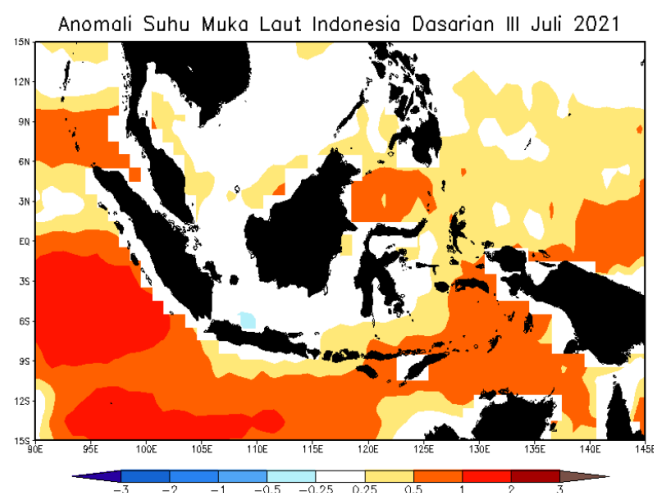 Anomali Suhu Muka Laut Indonesia Dasarian III Juli 2021
15N
12N
9N
6N
3N
EQ
3S
6S
9S
12S
15S
90E 95E 100E 105E 110E 115E 120E 125E 130E 135E 140E 145E
-3 -2 -1 -0.5 -0.25 0.25 0.5 1 2 3